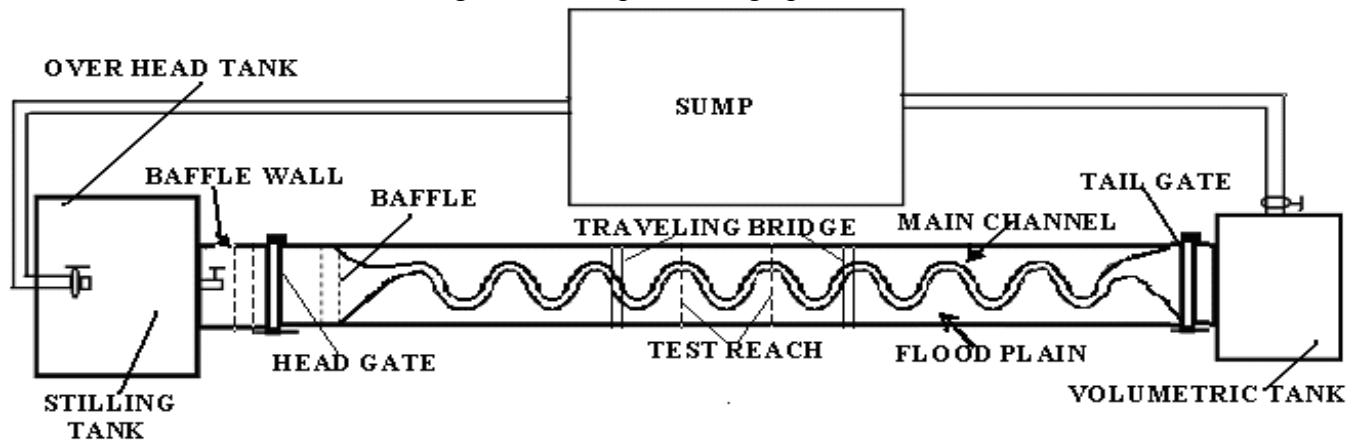 OVER HEAD TANK
SUMP
BAFFLE WALL
BAFFLE
TAIL GATE
TRAVELING BRIDGE
MAIN CHANNEL
HEAD GATE
TEST REACH
FLOOD PLAIN
STILLING
TANK
VOLUMETRIC TANK